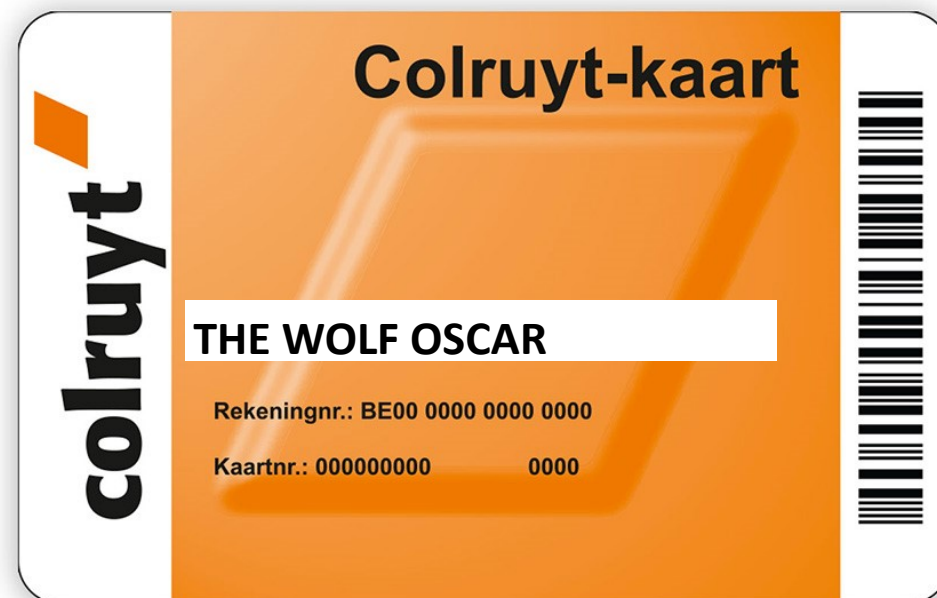 Colruyt-kaart
colruyt
THE WOLF OSCAR
Rekeningnr.: BE00 0000 0000 0000
Kaartnr.: 000000000 0000